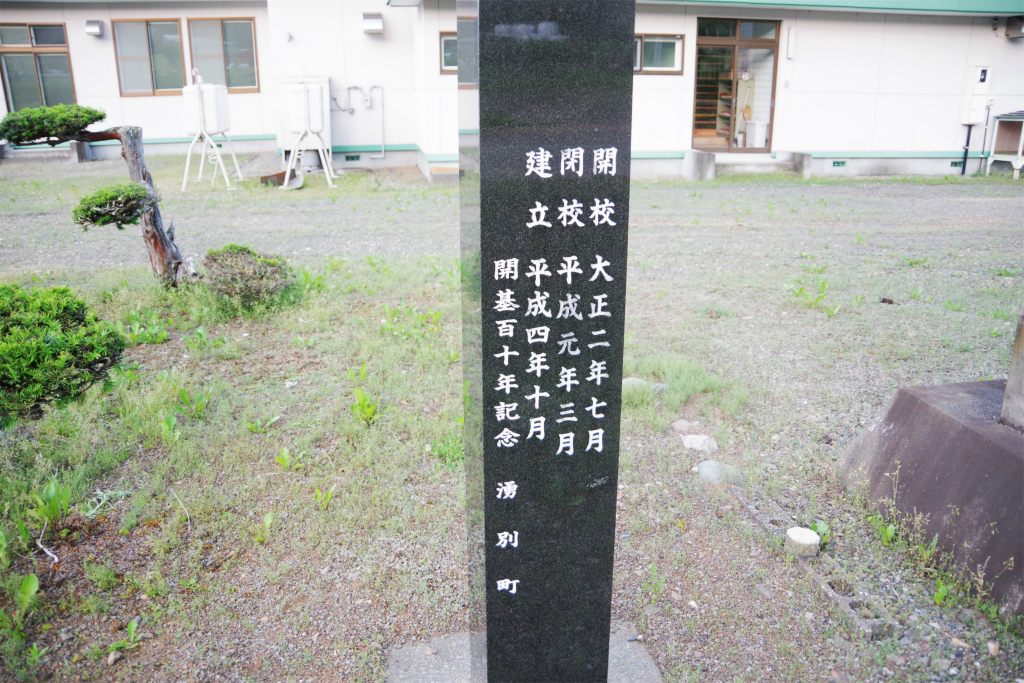 開校 大正二年七月
閉校 平成元年三月
建立 平成四年十月
開基百十年記念 湧別町